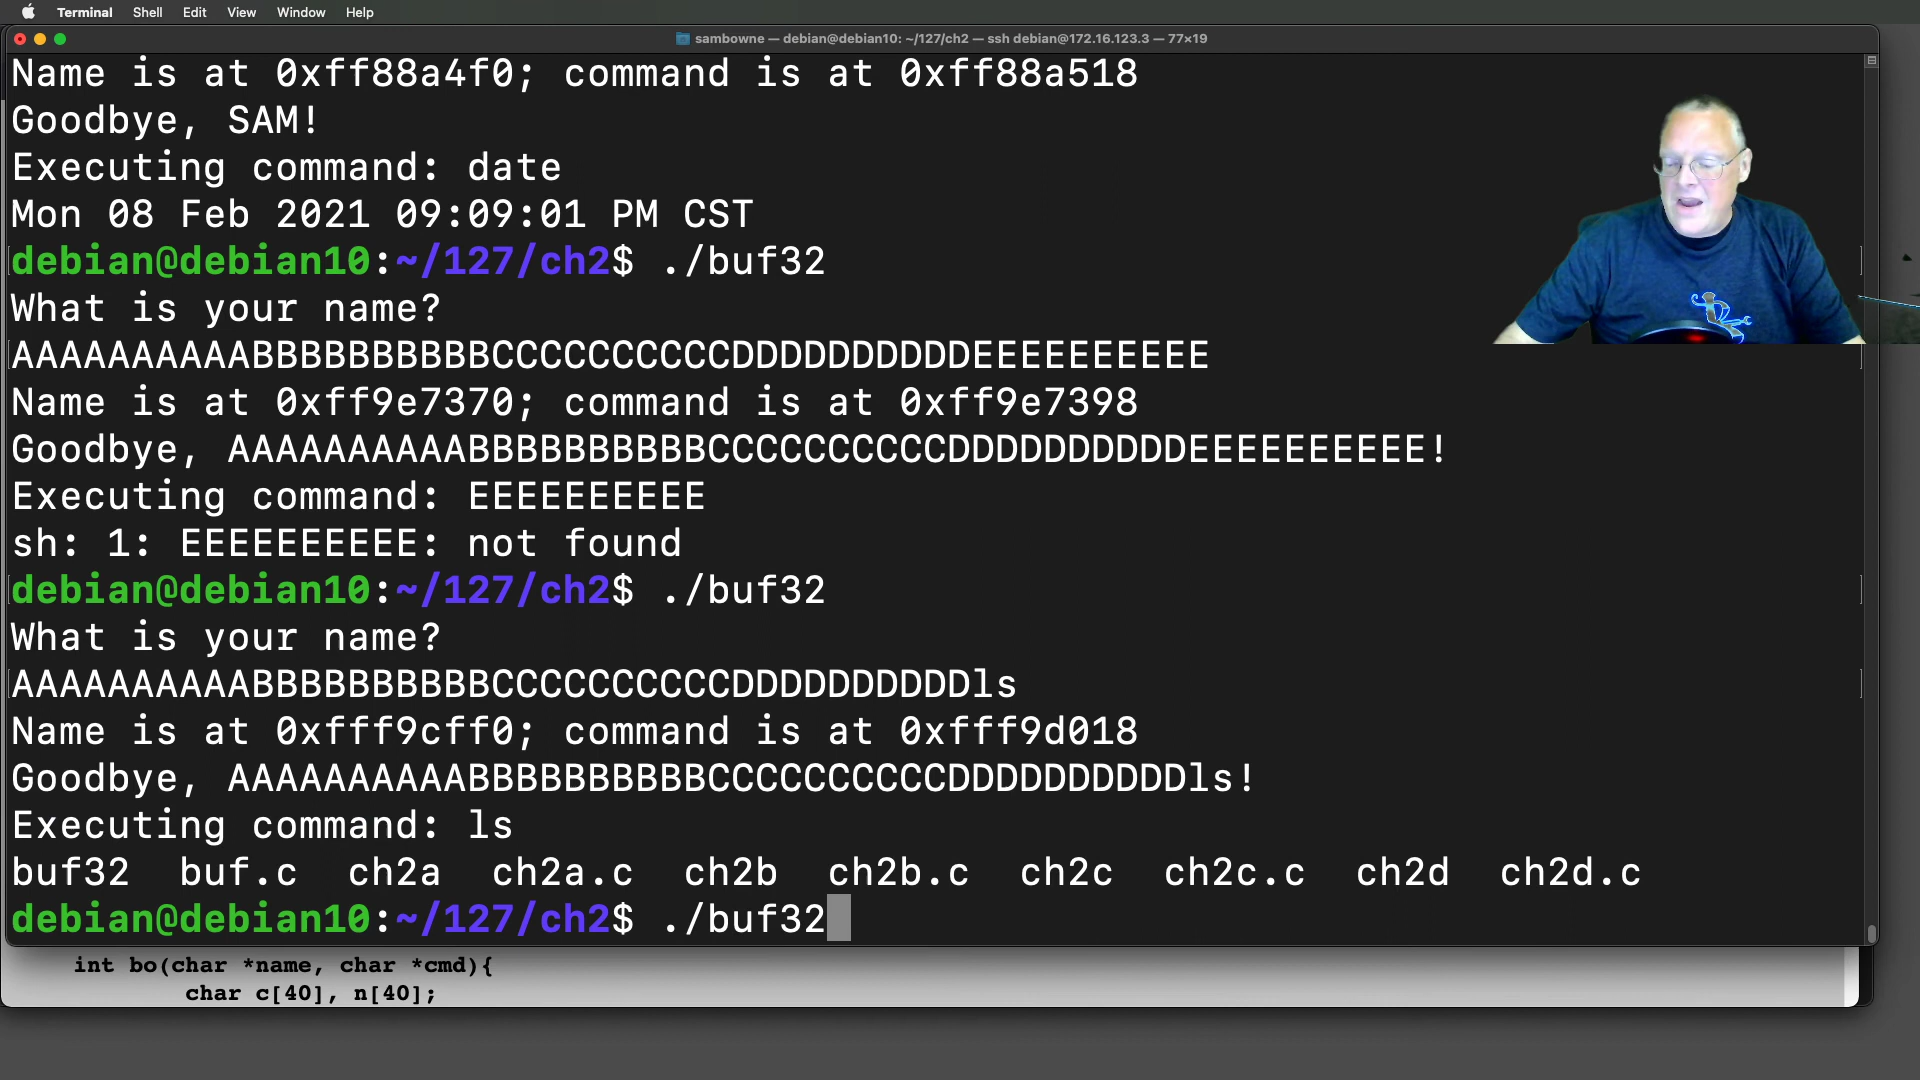 Terminal Shell Edit View Window Help
sambowne — debian@debian10: ~/127/ch2 — ssh debian@172.16.123.3 — 77×19
Name is at 0xff88a4f0; command is at 0xff88a518
Goodbye, SAM!
Executing command: date
Mon 08 Feb 2021 09:09:01 PM CST
debian@debian10:~/127/ch2$ ./buf32
What is your name?
AAAAAAAAAABBBBBBBBBBCCCCCCCCCCDDDDDDDDDDEEEEEEEEEE
Name is at 0xff9e7370; command is at 0xff9e7398
Goodbye, AAAAAAAAAABBBBBBBBBBCCCCCCCCCCDDDDDDDDDDEEEEEEEEEE!
Executing command: EEEEEEEEEE
sh: 1: EEEEEEEEEE: not found
debian@debian10:~/127/ch2$ ./buf32
What is your name?
AAAAAAAAAABBBBBBBBBBCCCCCCCCCCDDDDDDDDDDls
Name is at 0xfff9cff0; command is at 0xfff9d018
Goodbye, AAAAAAAAAABBBBBBBBBBCCCCCCCCCCDDDDDDDDDDls!
Executing command: ls
buf32 buf.c ch2a ch2a.c ch2b ch2b.c ch2c ch2c.c ch2d ch2d.c
debian@debian10:~/127/ch2$ ./buf32
int bo(char *name, char *cmd){
char c[40], n[40];